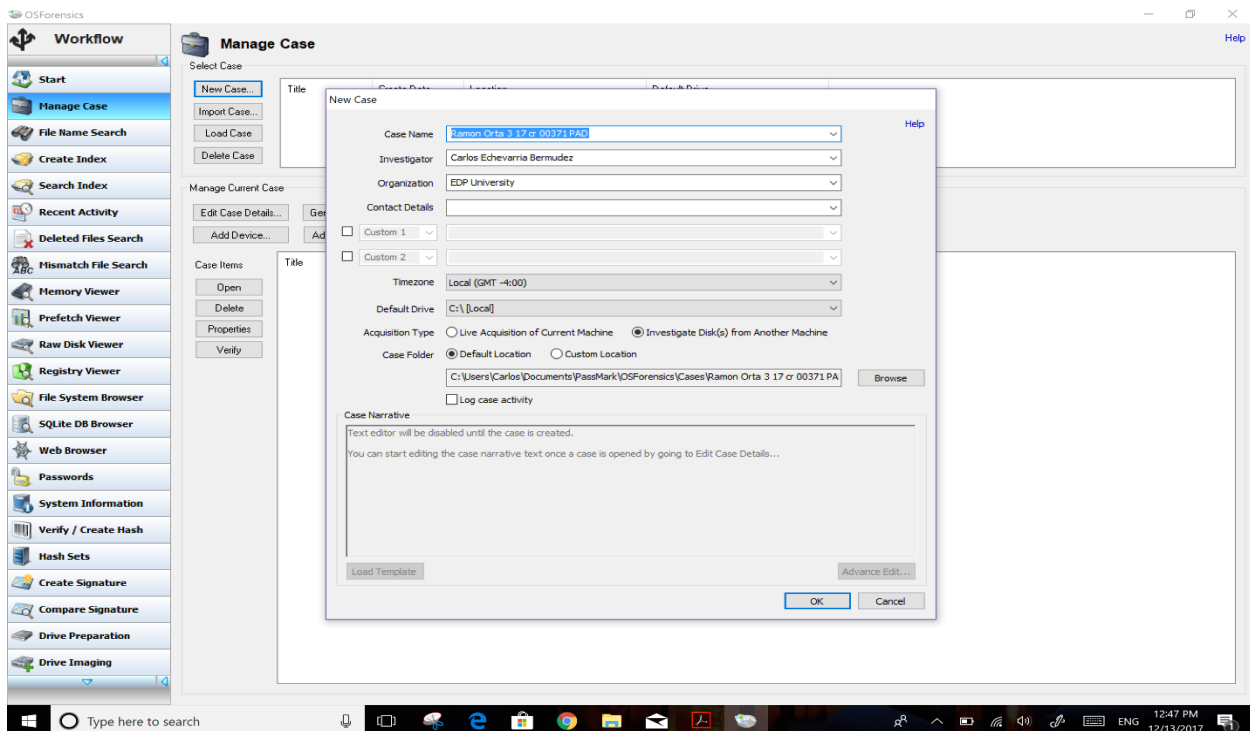 OSForensics
Workflow
Start
Manage Case
File Name Search
Create Index
Search Index
Recent Activity
Deleted Files Search
Mismatch File Search
Memory Viewer
Prefetch Viewer
Raw Disk Viewer
Registry Viewer
File System Browser
SQLite DB Browser
Web Browser
Passwords
System Information
Verify / Create Hash
Hash Sets
Create Signature
Compare Signature
Drive Preparation
Drive Imaging
Manage Case
Help
Select Case
New Case...
Import Case...
Load Case
Delete Case
Title Create Date Location Default Drive
Manage Current Case
Edit Case Details...
Ger
Add Device...
Ad
Case Items
Title
Open
Delete
Properties
Verify
New Case
Help
Case Name Ramon Orta 3 17 cr 00371 PAD
Investigator Carlos Echevarria Bermudez
Organization EDP University
Contact Details
Custom 1
Custom 2
Timezone Local (GMT -4:00)
Default Drive C:\ [Local]
Acquisition Type Live Acquisition of Current Machine Investigate Disk(s) from Another Machine
Case Folder Default Location Custom Location
C:\Users\Carlos\Documents\PassMark\OSForensics\Cases\Ramon Orta 3 17 cr 00371 PA Browse
Log case activity
Case Narrative
Text editor will be disabled until the case is created.
You can start editing the case narrative text once a case is opened by going to Edit Case Details...
Load Template Advance Edit...
OK Cancel
Type here to search
ENG
12:47 PM
12/13/2017